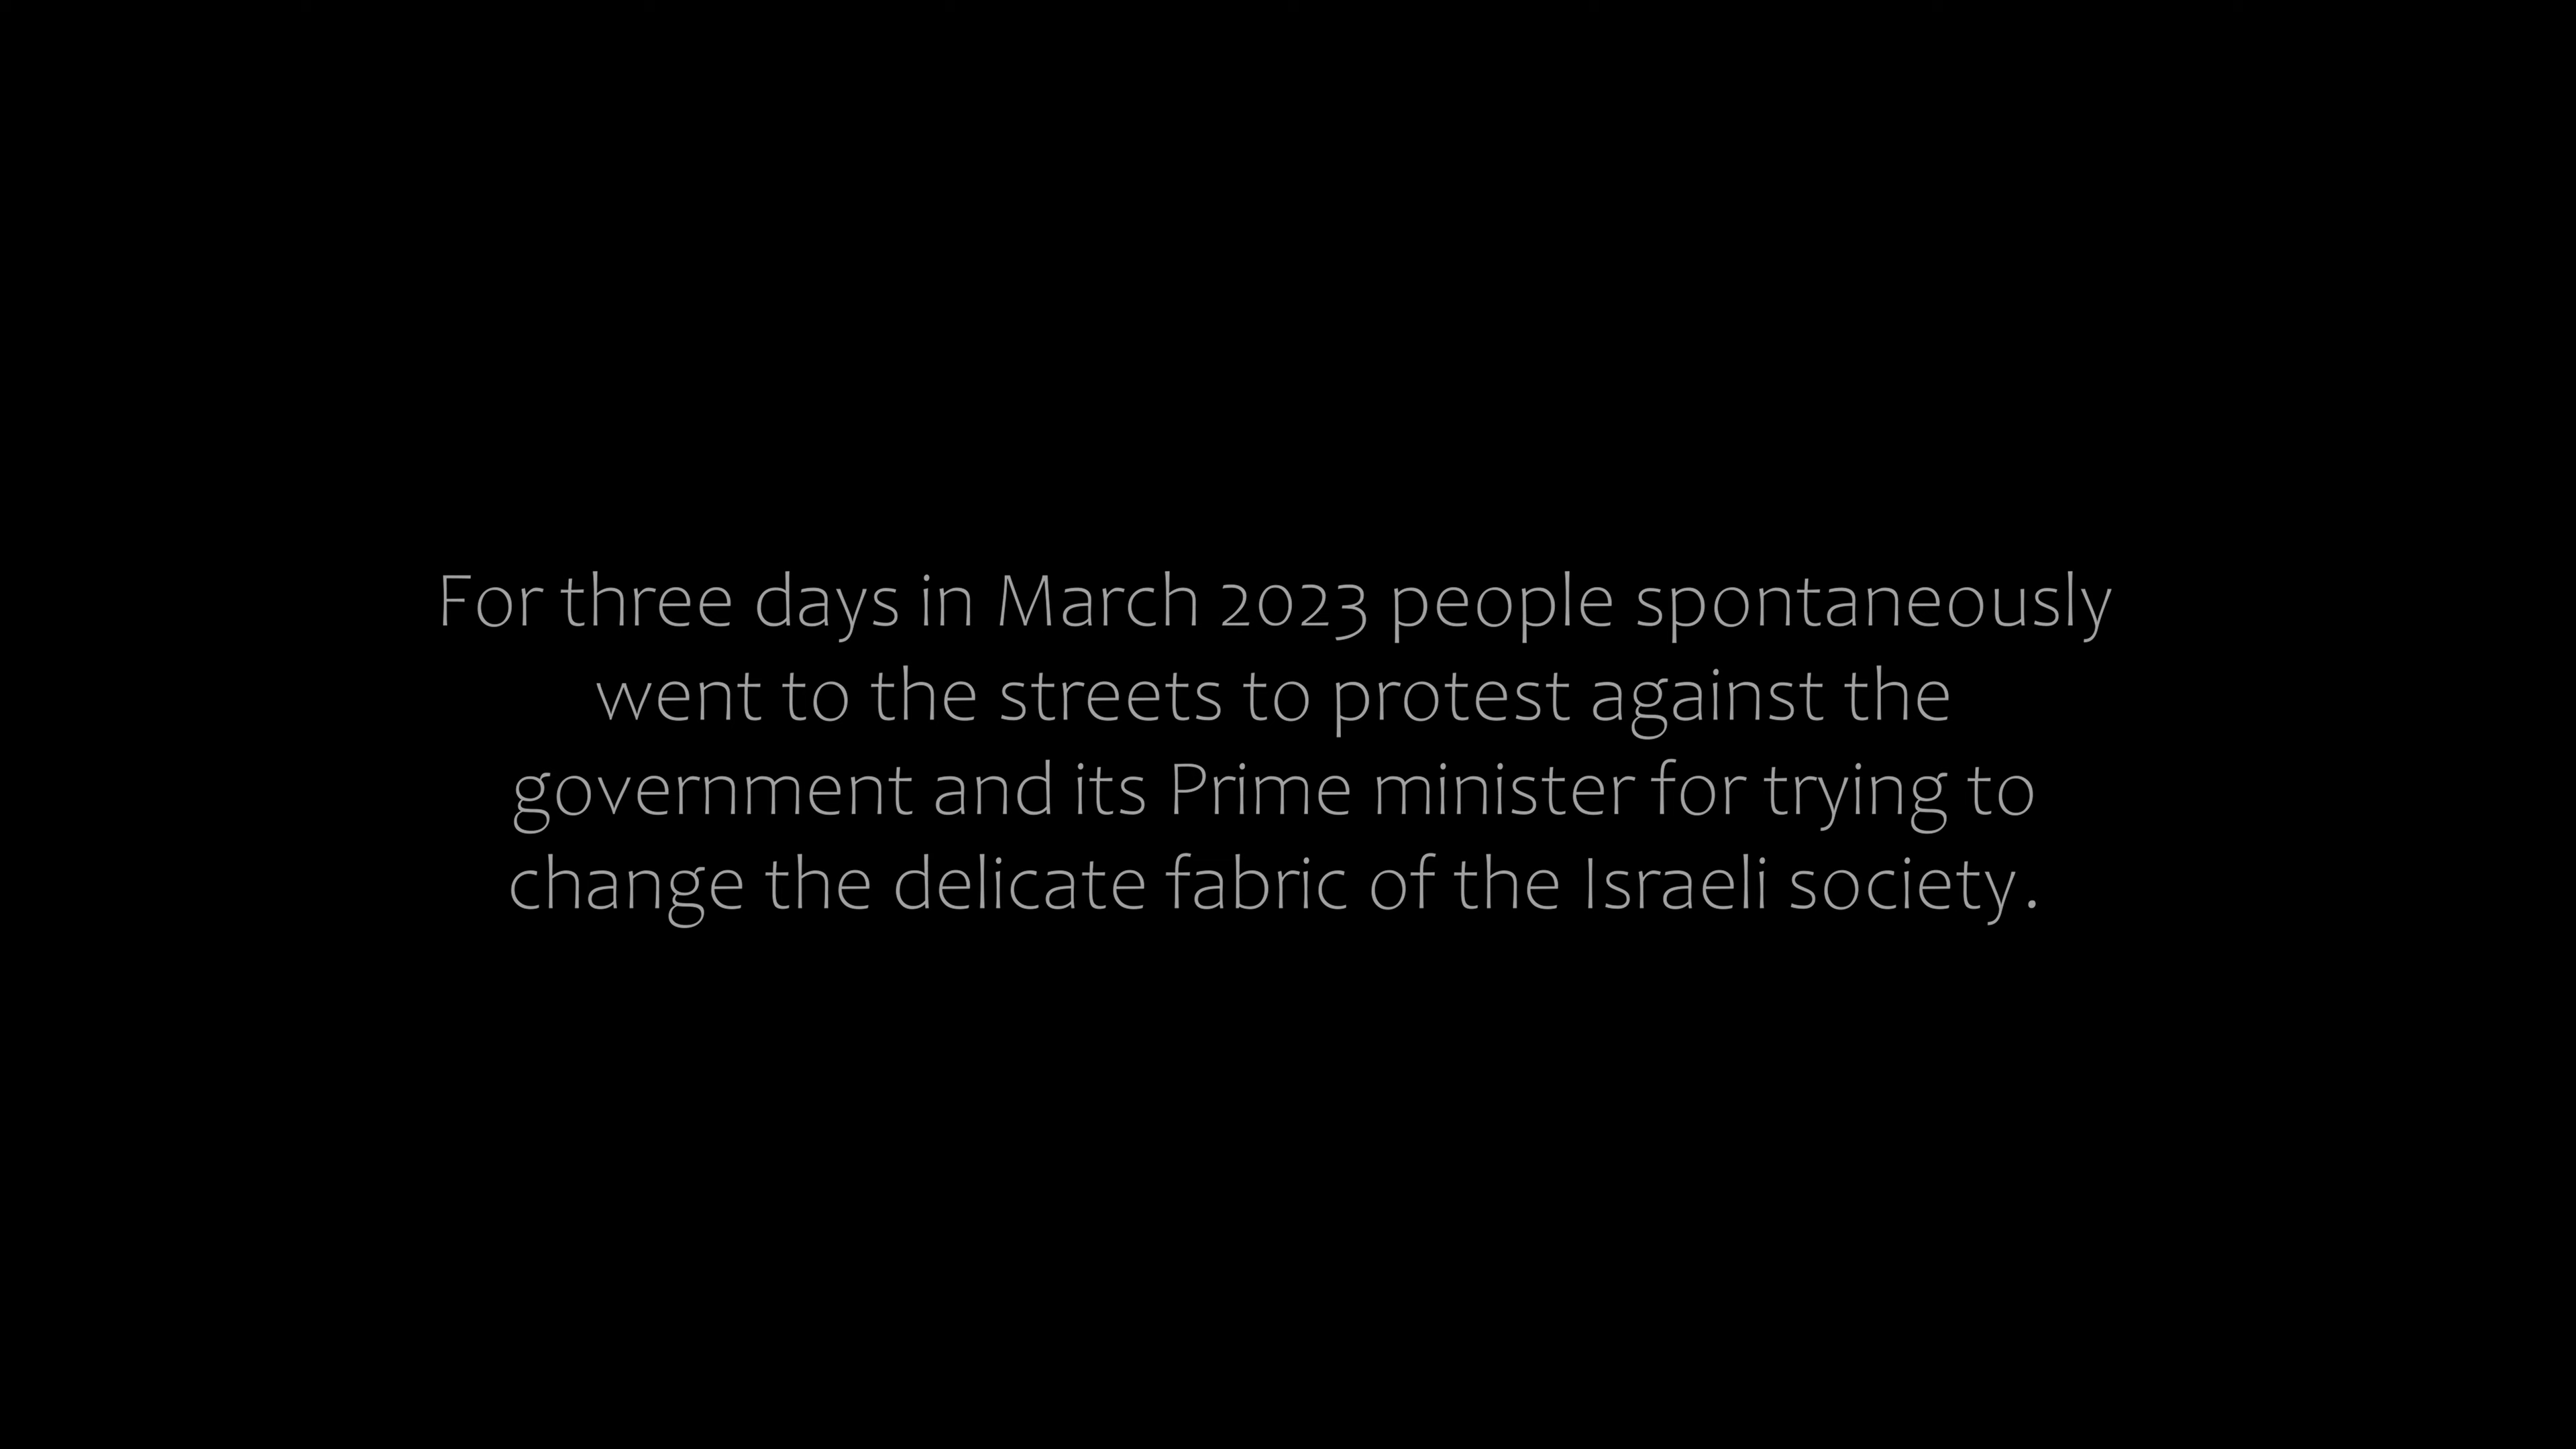 For three days in March 2023 people spontaneously
went to the streets to protest against the
government and its Prime minister for trying to
change the delicate fabric of the Israeli society.